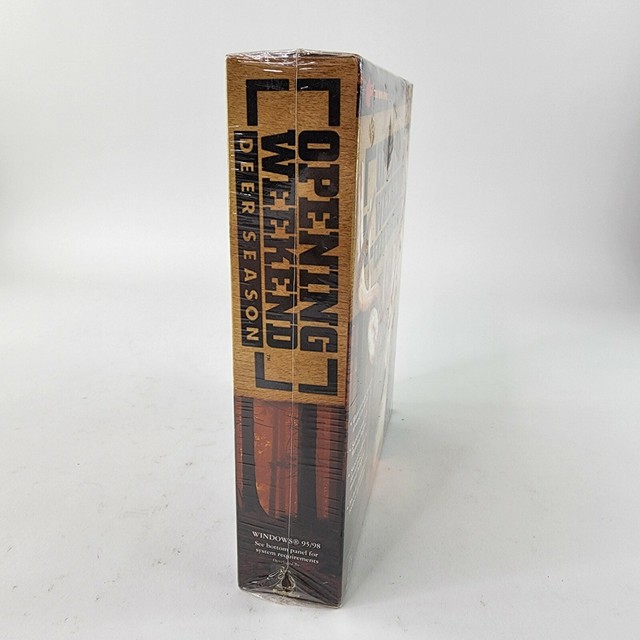 OPENING
WEEKEND
DEER SEASON
WINDOWS® 95/98
See bottom panel for
system requirements